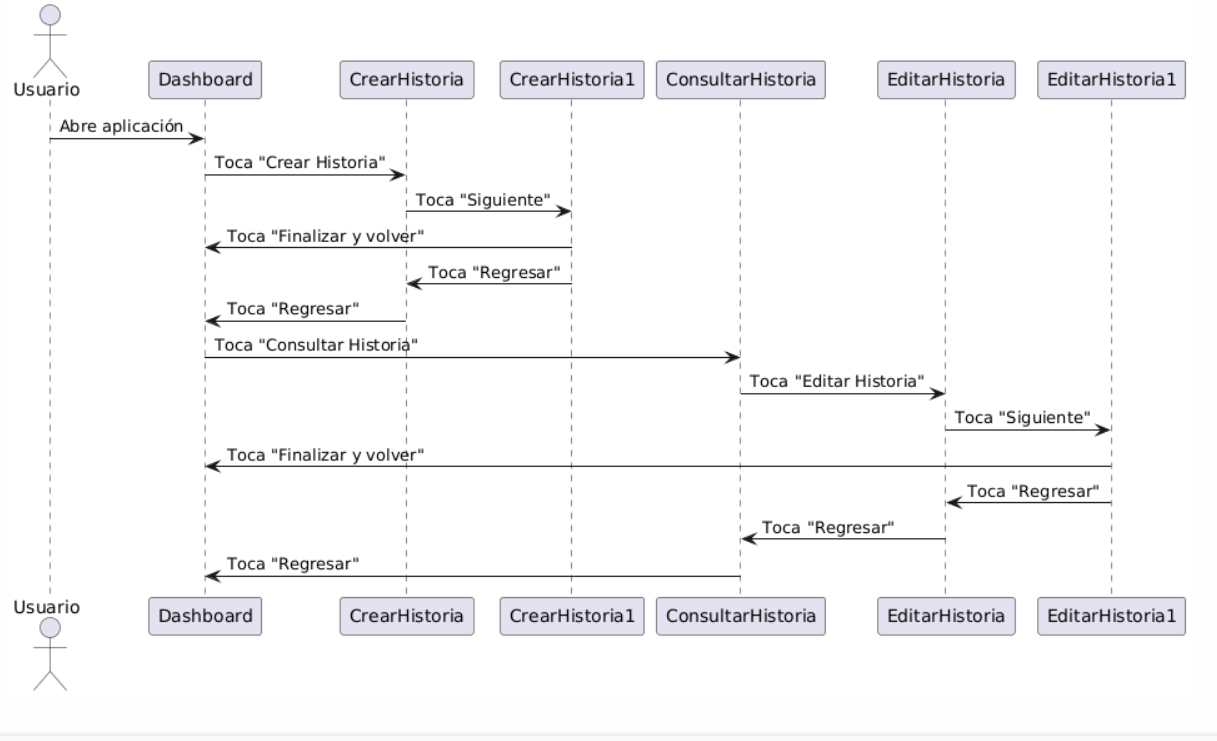 Usuario
Dashboard
CrearHistoria
CrearHistoria1
ConsultarHistoria
EditarHistoria
EditarHistoria1
Abre aplicación
Toca "Crear Historia"
Toca "Siguiente"
Toca "Finalizar y volver"
Toca "Regresar"
Toca "Regresar"
Toca "Consultar Historia"
Toca "Editar Historia"
Toca "Siguiente"
Toca "Finalizar y volver"
Toca "Regresar"
Toca "Regresar"
Toca "Regresar"
Usuario
Dashboard
CrearHistoria
CrearHistoria1
ConsultarHistoria
EditarHistoria
EditarHistoria1